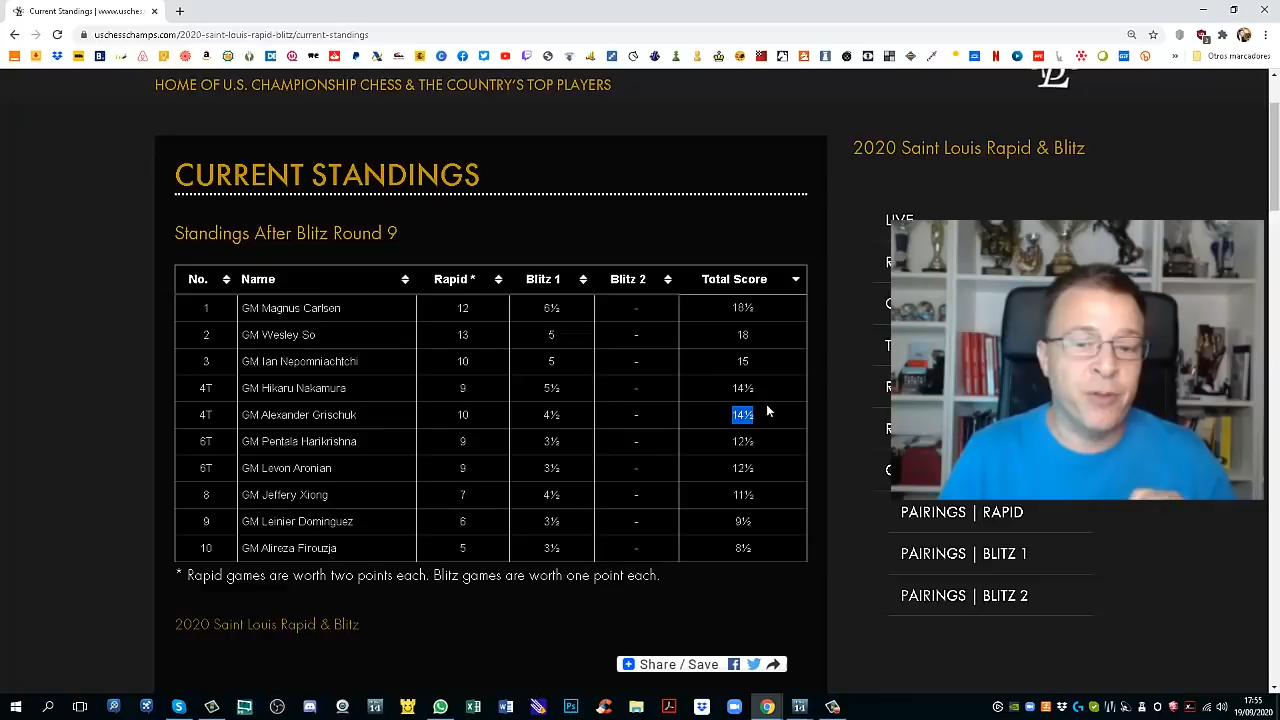 Current Standings | www.usches
uschesschamps.com/2020-saint-louis-rapid-blitz/current-standings
Otros marcadores
HOME OF U.S. CHAMPIONSHIP CHESS & THE COUNTRY'S TOP PLAYERS
CURRENT STANDINGS
Standings After Blitz Round 9
No. Name Rapid * Blitz 1 Blitz 2 Total Score
1 GM Magnus Carlsen 12 6½ - 18½
2 GM Wesley So 13 5 - 18
3 GM Ian Nepomniachtchi 10 5 - 15
4T GM Hikaru Nakamura 9 5½ - 14½
4T GM Alexander Grischuk 10 4½ - 14½
6T GM Pentala Harikrishna 9 3½ - 12½
6T GM Levon Aronian 9 3½ - 12½
8 GM Jeffery Xiong 7 4½ - 11½
9 GM Leinier Dominguez 6 3½ - 9½
10 GM Alireza Firouzja 5 3½ - 8½
* Rapid games are worth two points each. Blitz games are worth one point each.
2020 Saint Louis Rapid & Blitz
Share / Save
2020 Saint Louis Rapid & Blitz
LIVE
PAIRINGS | RAPID
PAIRINGS | BLITZ 1
PAIRINGS | BLITZ 2
17:55
19/09/2020